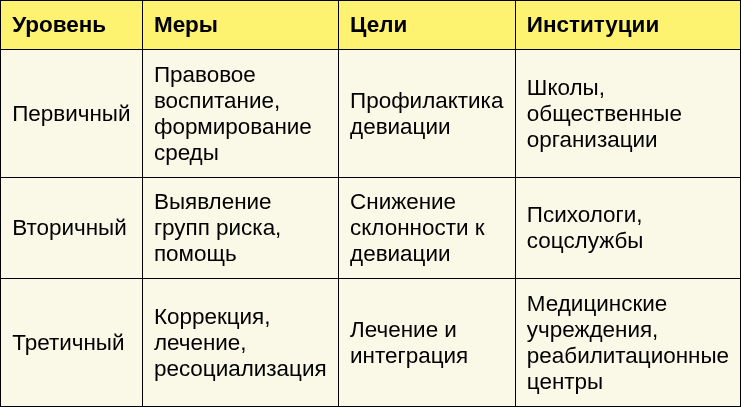 Уровень
Меры
Цели
Институции
Первичный
Правовое
воспитание,
формирование
среды
Профилактика
девиации
Школы,
общественные
организации
Вторичный
Выявление
групп риска,
помощь
Снижение
склонности к
девиации
Психологи,
соцслужбы
Третичный
Коррекция,
лечение,
ресоциализация
Лечение и
интеграция
Медицинские
учреждения,
реабилитационные
центры